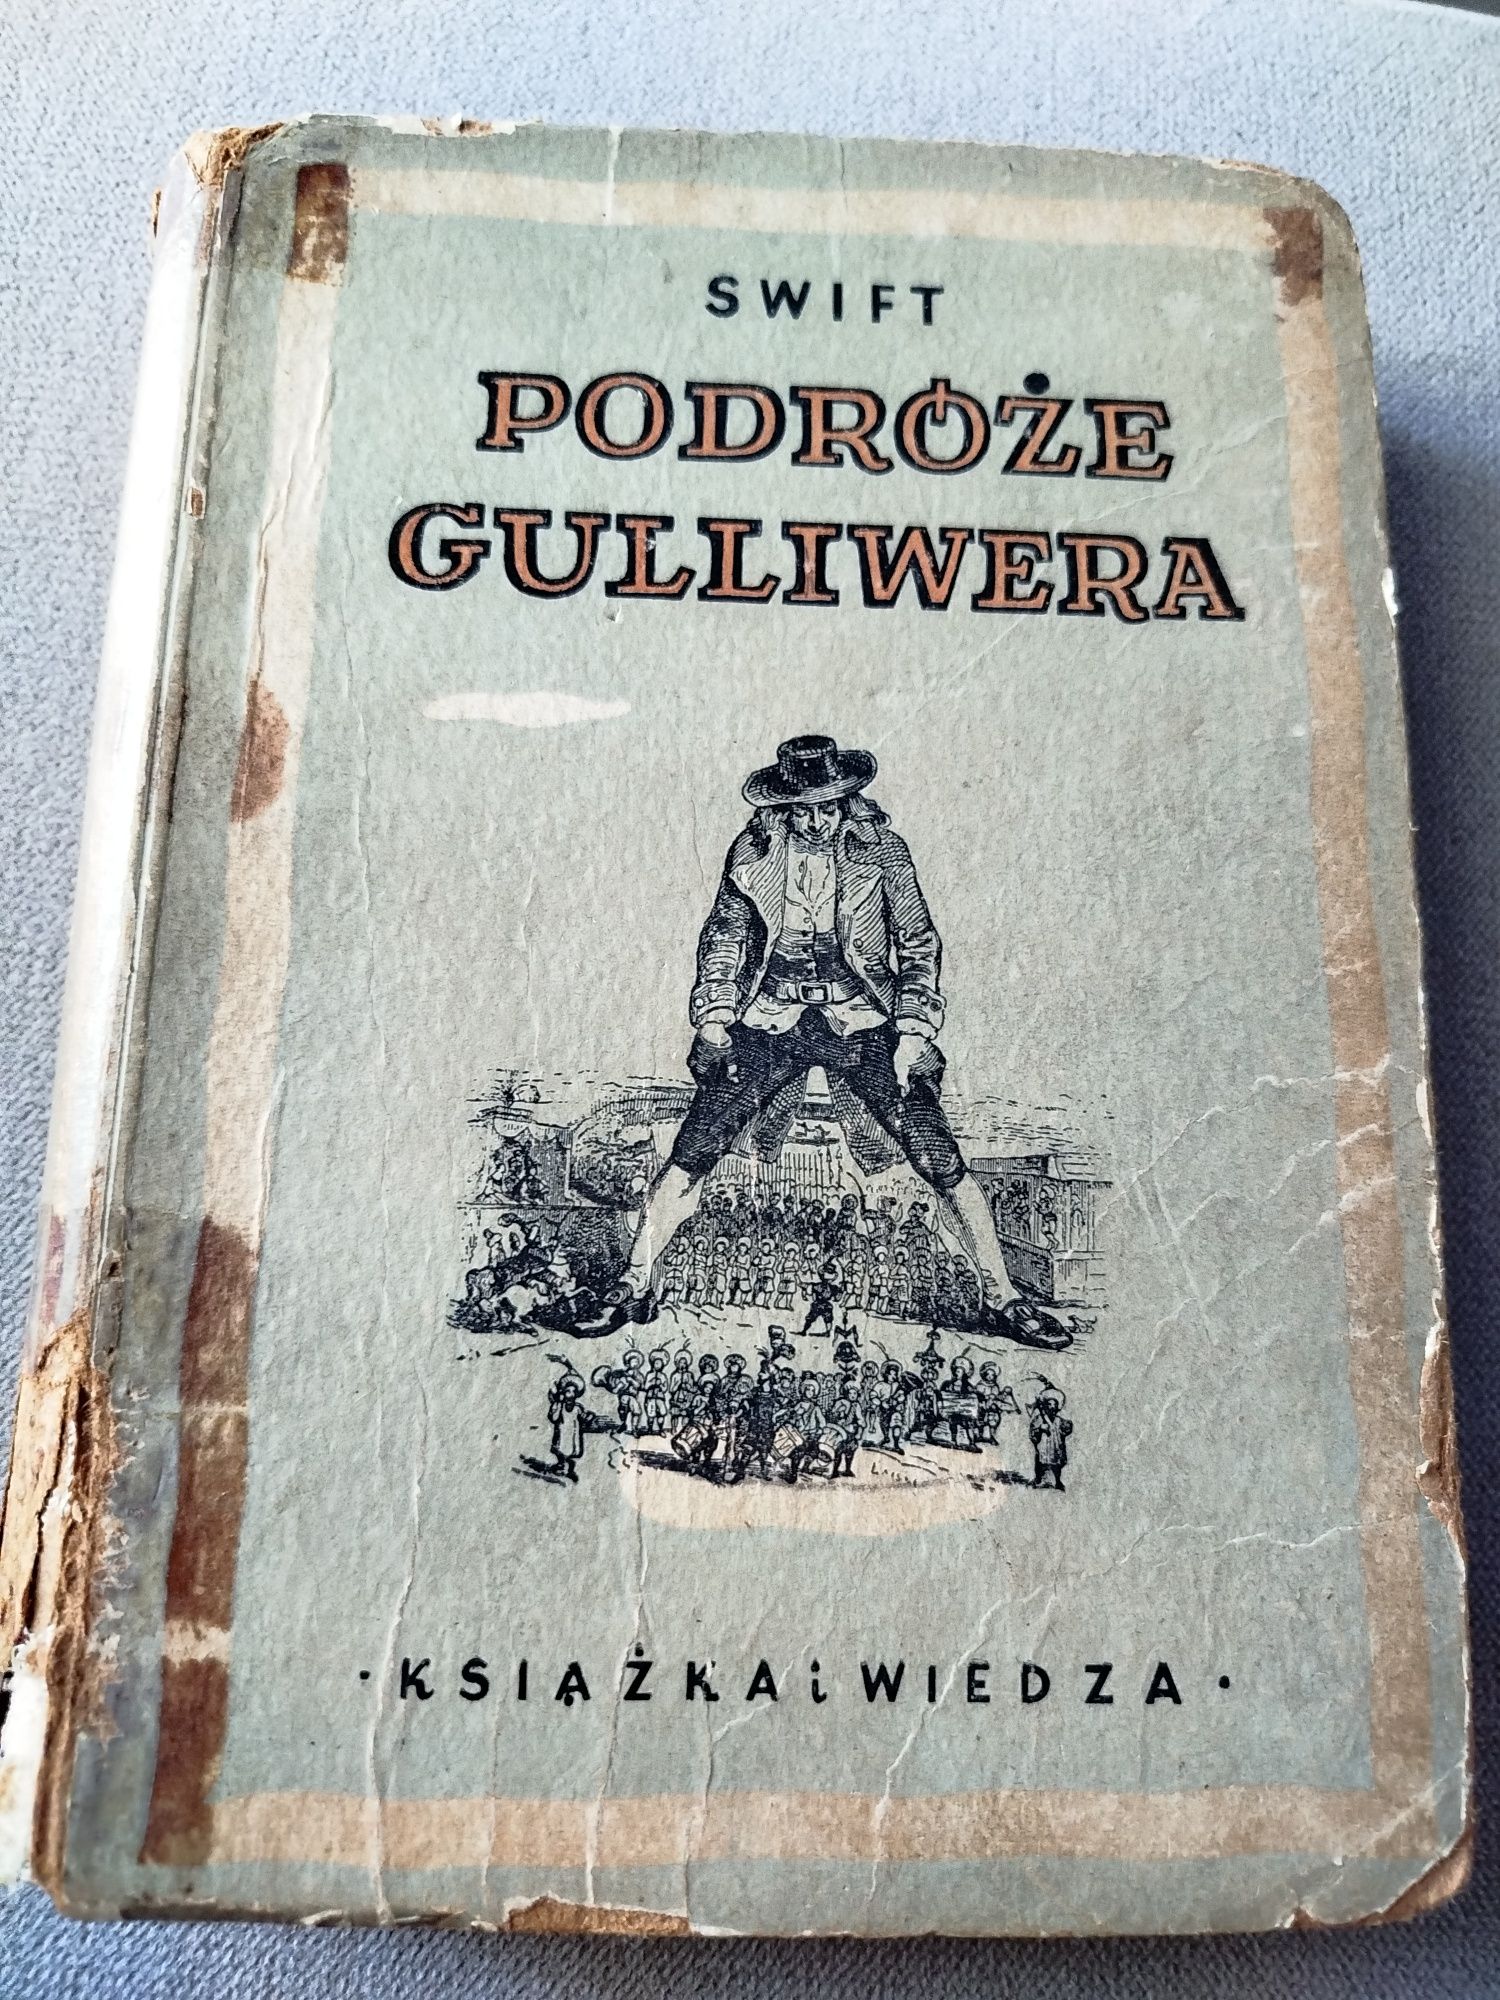 SWIFT
PODRÓŻE
GULLIWERA
· KSIĄŻKA i WIEDZA ·